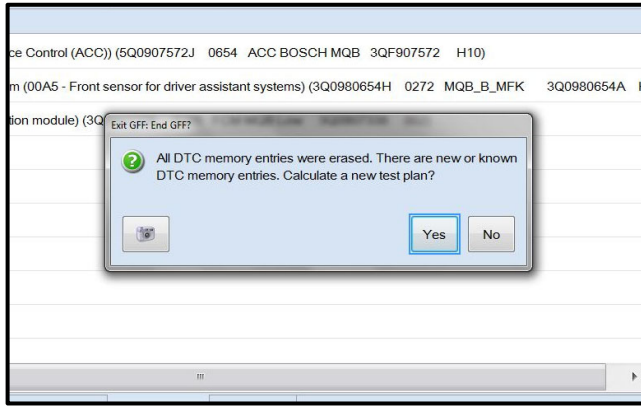 ce Control (ACC)) (5Q0907572J 0654 ACC BOSCH MQB 3QF907572 H10)
m (00A5 - Front sensor for driver assistant systems) (3Q0980654H 0272 MQB_B_MFK 3Q0980654A
tion module) (3Q
Exit GFF: End GFF?
All DTC memory entries were erased. There are new or known
DTC memory entries. Calculate a new test plan?
Yes No